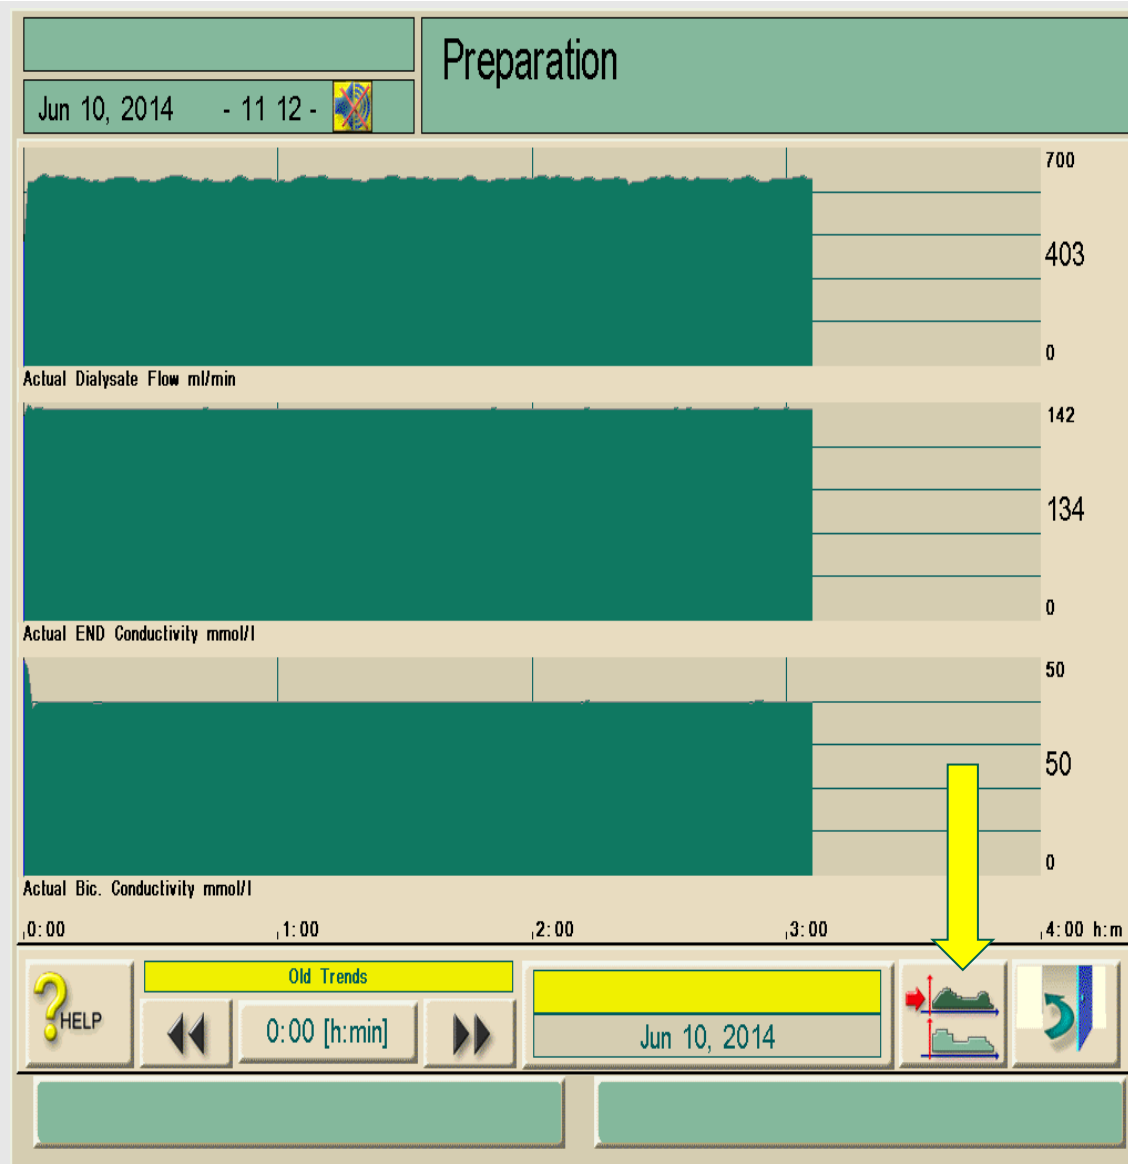 Preparation
Jun 10, 2014 - 11 12 -
700
403
0
Actual Dialysate Flow ml/min
142
134
0
Actual END Conductivity mmol/l
50
50
0
Actual Bic. Conductivity mmol/l
0:00 1:00 2:00 3:00 4:00 h:m
Old Trends
HELP
0:00 [h:min]
Jun 10, 2014